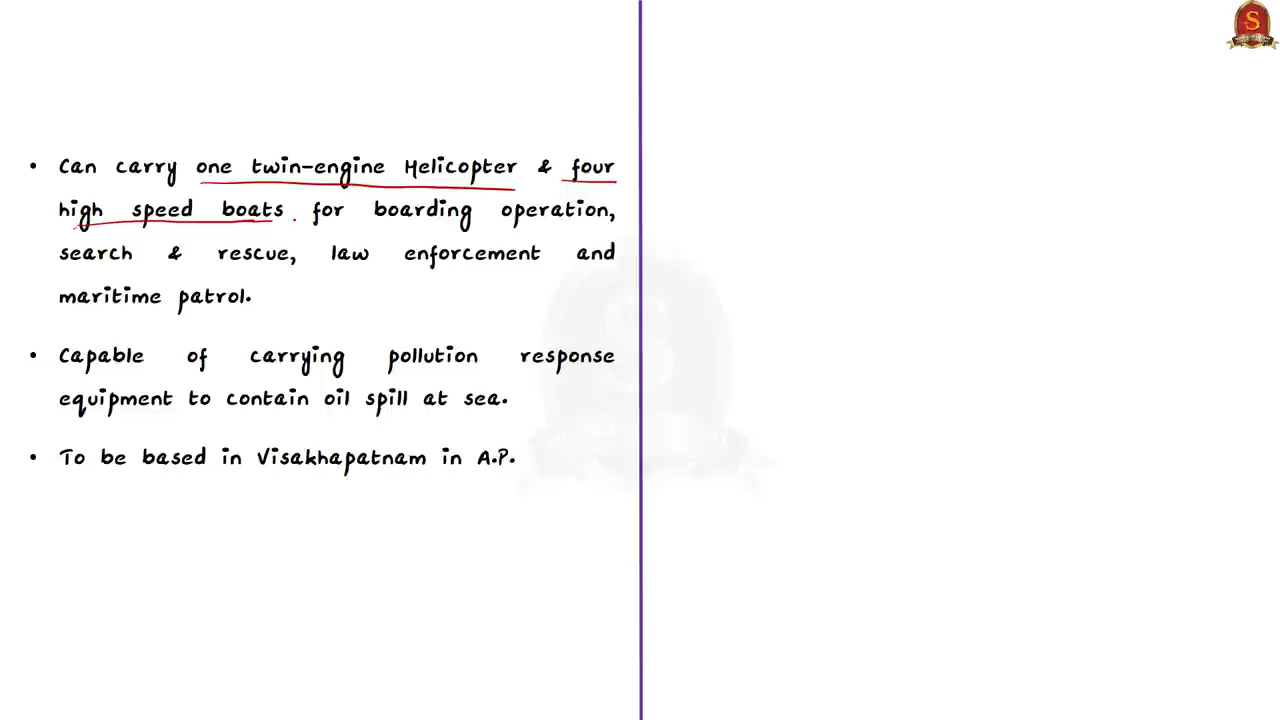 • Can carry one twin-engine Helicopter & four
high speed boats for boarding operation,
search & rescue, law enforcement and
maritime patrol.
• Capable of carrying pollution response
equipment to contain oil spill at sea.
• To be based in Visakhapatnam in A.P.
S